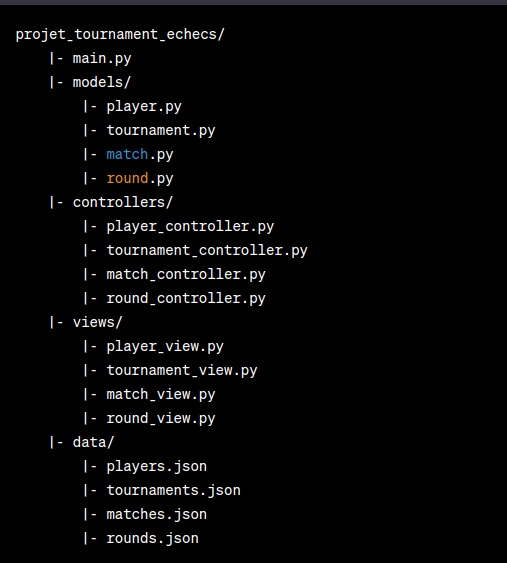 projet_tournament_echecs/
|- main.py
|- models/
|- player.py
|- tournament.py
|- match.py
|- round.py
|- controllers/
|- player_controller.py
|- tournament_controller.py
|- match_controller.py
|- round_controller.py
|- views/
|- player_view.py
|- tournament_view.py
|- match_view.py
|- round_view.py
|- data/
|- players.json
|- tournaments.json
|- matches.json
|- rounds.json